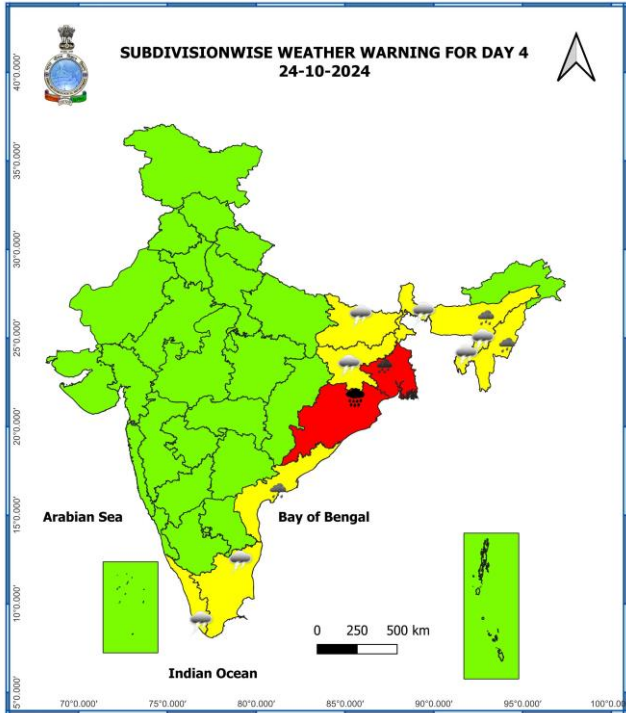 SUBDIVISIONWISE WEATHER WARNING FOR DAY 4
24-10-2024
40°0.000'
35°0.000'
30°0.000'
25°0.000'
20°0.000'
15°0.000'
10°0.000'
5°0.000'
Arabian Sea
Bay of Bengal
0 250 500 km
Indian Ocean
70°0.000' 75°0.000' 80°0.000' 85°0.000' 90°0.000' 95°0.000' 100°0.000'